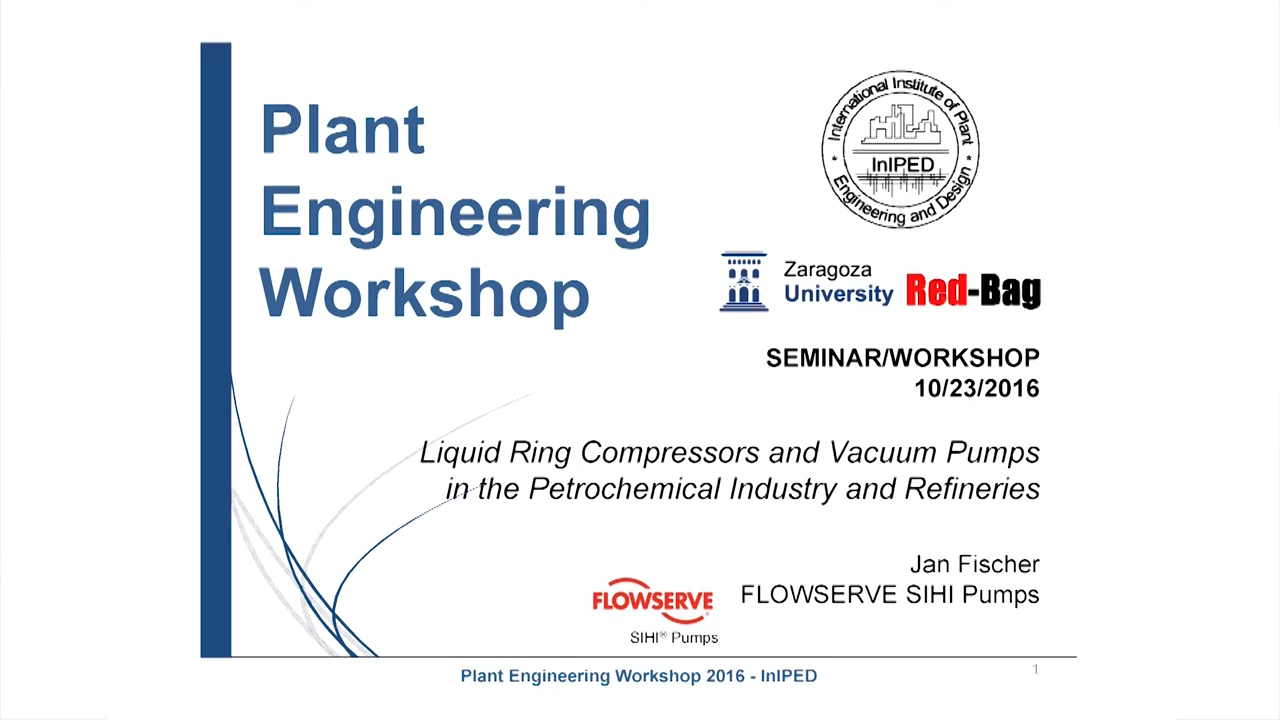 Plant
Engineering
Workshop
International Institute of Plant
InIPED
* Engineering and Design *
Zaragoza
University
Red-Bag
SEMINAR/WORKSHOP
10/23/2016
Liquid Ring Compressors and Vacuum Pumps
in the Petrochemical Industry and Refineries
Jan Fischer
FLOWSERVE SIHI Pumps
FLOWSERVE
SIHI® Pumps
Plant Engineering Workshop 2016 - InIPED
1